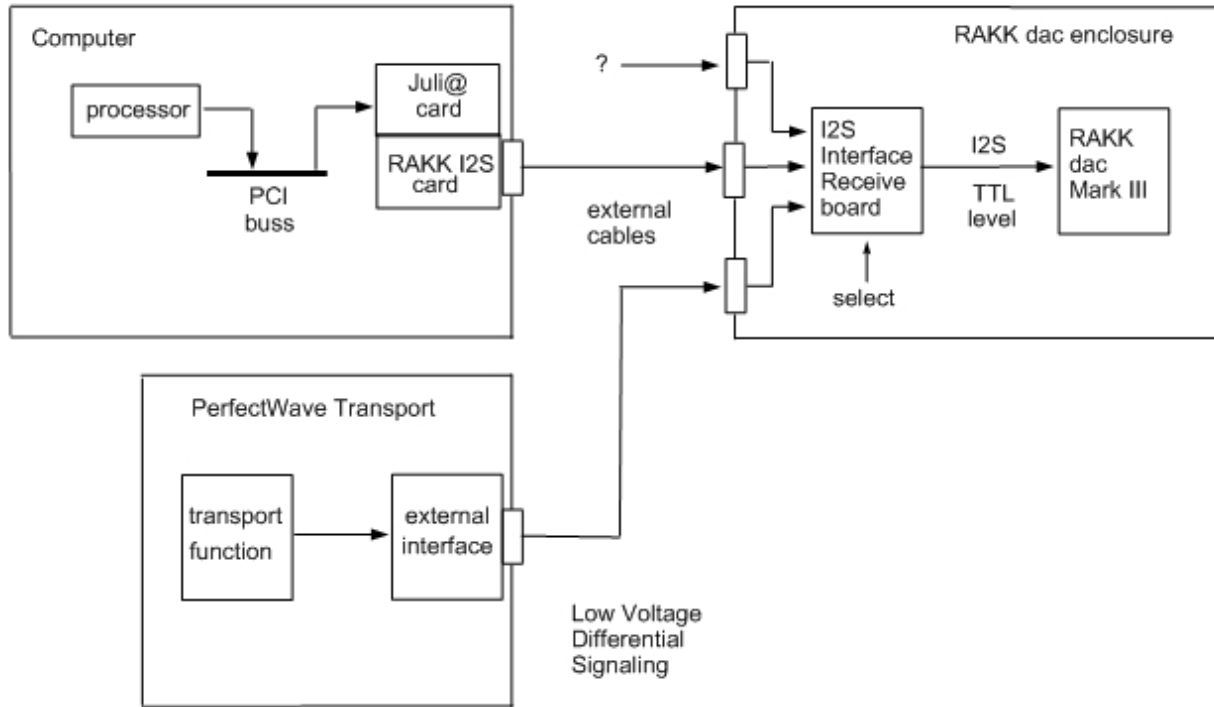 Computer
processor
PCI
buss
Juli@
card
RAKK I2S
card
?
external
cables
RAKK dac enclosure
I2S
Interface
Receive
board
select
I2S
TTL
level
RAKK
dac
Mark III
PerfectWave Transport
transport
function
external
interface
Low Voltage
Differential
Signaling